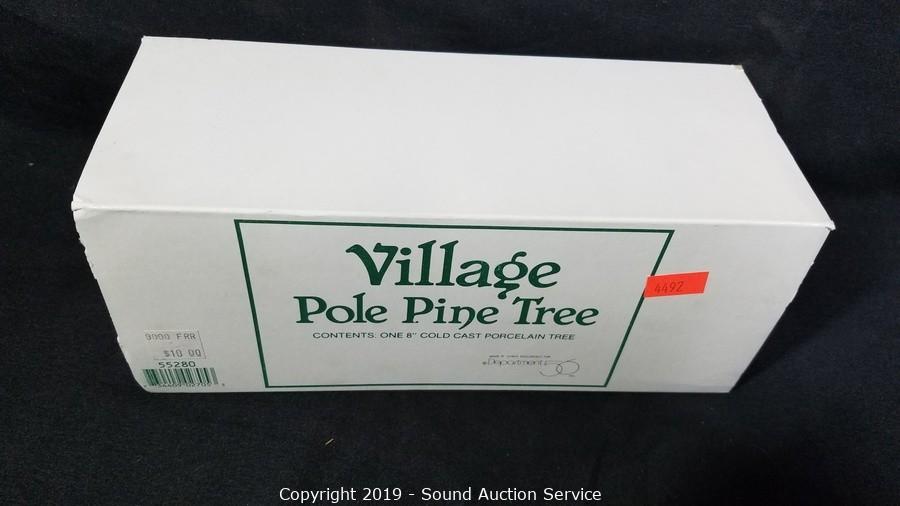 Village
Pole Pine Tree
CONTENTS: ONE 8" COLD CAST PORCELAIN TREE
Department 56
4492
9900 FRR
$10.00
55280
Copyright 2019 - Sound Auction Service